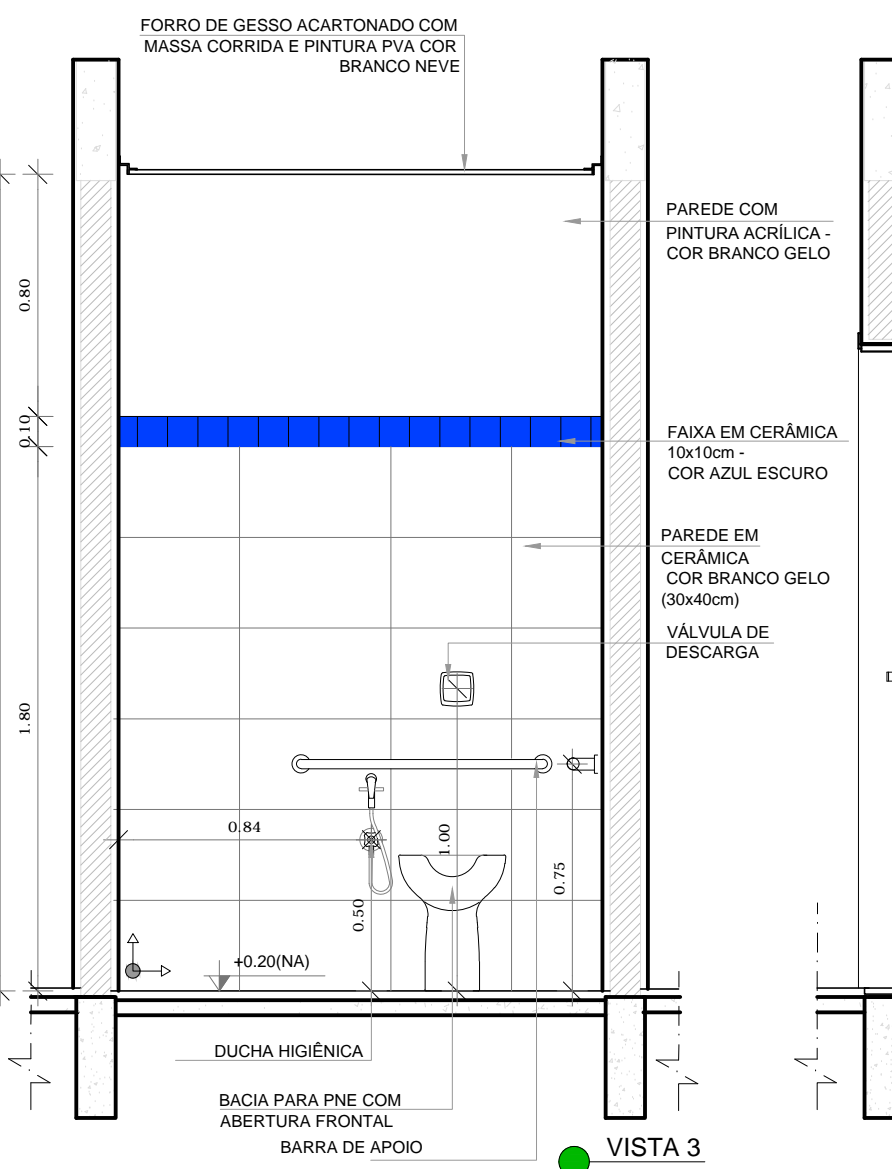 FORRO DE GESSO ACARTONADO COM
MASSA CORRIDA E PINTURA PVA COR
BRANCO NEVE
PAREDE COM
PINTURA ACRÍLICA -
COR BRANCO GELO
0.80
0.10
FAIXA EM CERÂMICA
10x10cm -
COR AZUL ESCURO
PAREDE EM
CERÂMICA
COR BRANCO GELO
(30x40cm)
VÁLVULA DE
DESCARGA
1.80
0.84
1.00
0.75
0.50
+0.20(NA)
DUCHA HIGIÊNICA
BACIA PARA PNE COM
ABERTURA FRONTAL
BARRA DE APOIO
VISTA 3